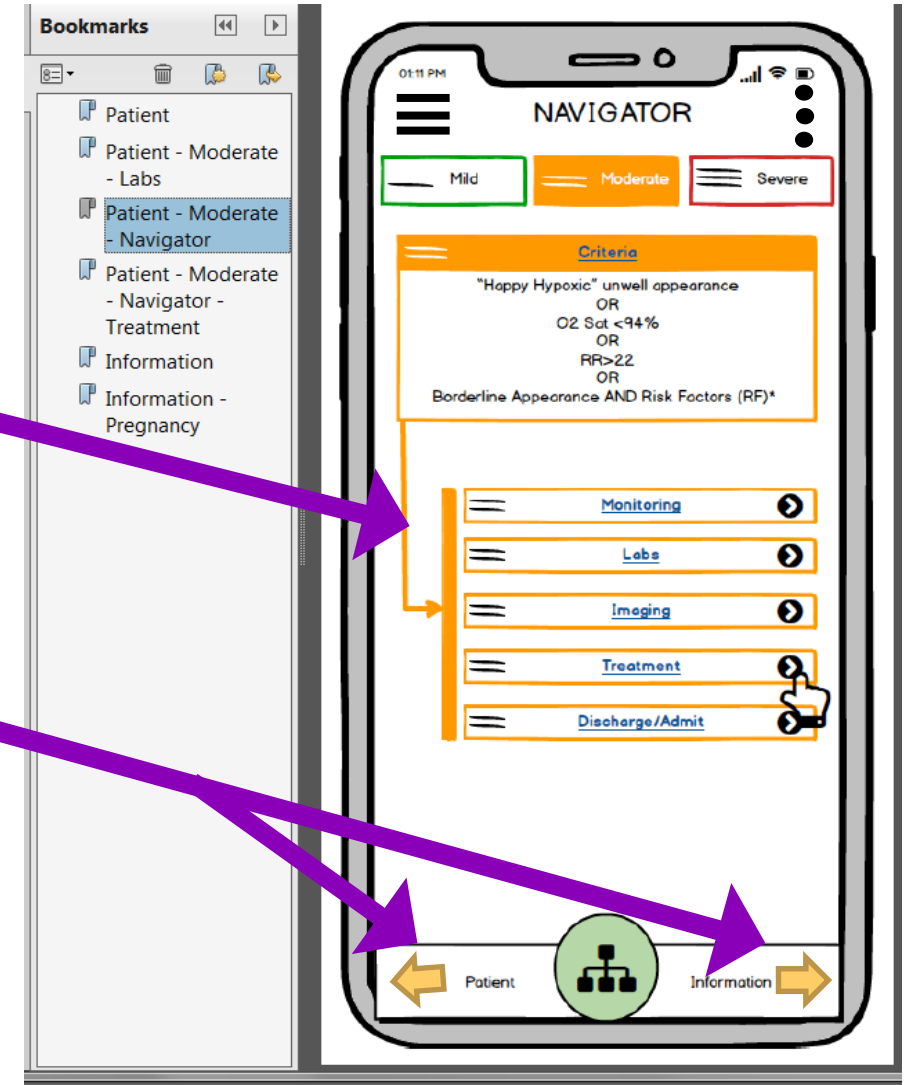 Bookmarks
Patient
Patient - Moderate
- Labs
Patient - Moderate
- Navigator
Patient - Moderate
- Navigator -
Treatment
Information
Information -
Pregnancy
01:11 PM
NAVIGATOR
Mild
Moderate
Severe
Criteria
"Happy Hypoxic" unwell appearance
OR
O2 Sat <94%
OR
RR>22
OR
Borderline Appearance AND Risk Factors (RF)*
Monitoring
Labs
Imaging
Treatment
Discharge/Admit
Patient
Information